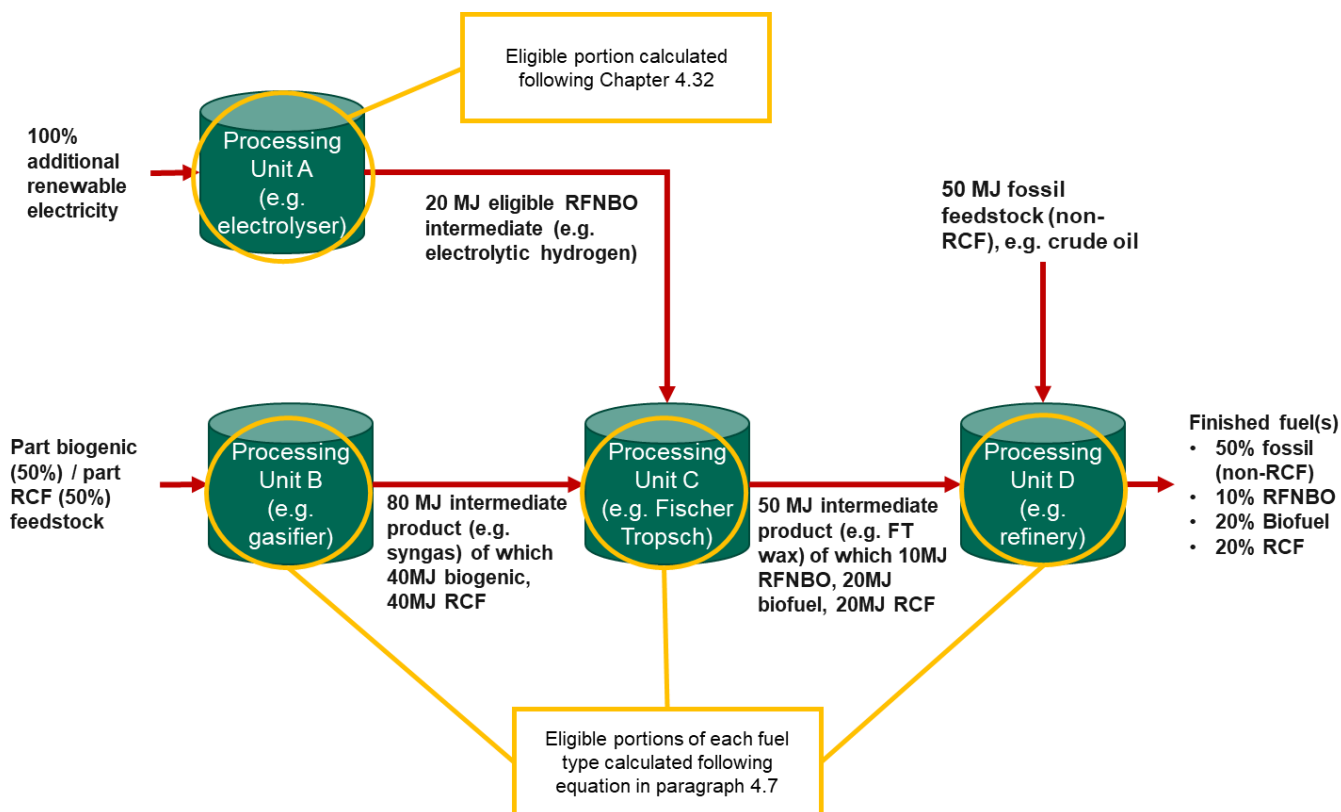 Eligible portion calculated
following Chapter 4.32
100%
additional
renewable
electricity
Processing
Unit A
(e.g.
electrolyser)
20 MJ eligible RFNBO
intermediate (e.g.
electrolytic hydrogen)
50 MJ fossil
feedstock (non-
RCF), e.g. crude oil
Part biogenic
(50%) / part
RCF (50%)
feedstock
Processing
Unit B
(e.g.
gasifier)
80 MJ intermediate
product (e.g.
syngas) of which
40MJ biogenic,
40MJ RCF
Processing
Unit C
(e.g. Fischer
Tropsch)
50 MJ intermediate
product (e.g. FT
wax) of which 10MJ
RFNBO, 20MJ
biofuel, 20MJ RCF
Processing
Unit D
(e.g.
refinery)
Finished fuel(s)
• 50% fossil
(non-RCF)
• 10% RFNBO
• 20% Biofuel
• 20% RCF
Eligible portions of each fuel
type calculated following
equation in paragraph 4.7